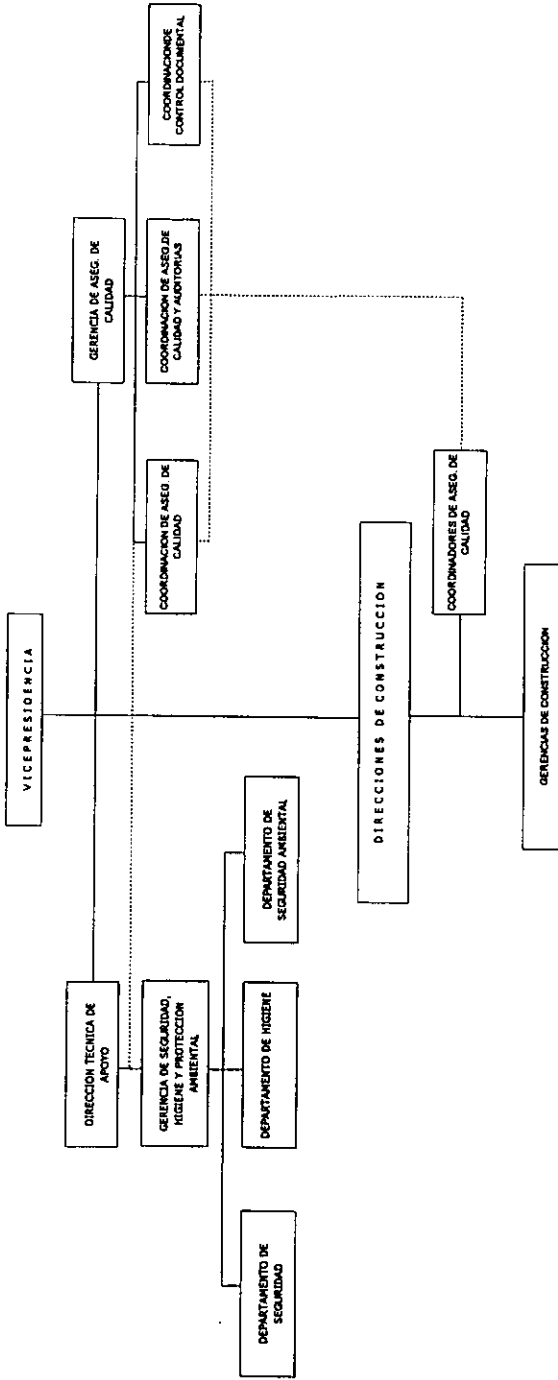 VICEPRESIDENCIA
DIRECCION TECNICA DE
APOYO
GERENCIA DE ASEG. DE
CALIDAD
GERENCIA DE SEGURIDAD,
HIGIENE Y PROTECCION
AMBIENTAL
COORDINACION DE ASEG. DE
CALIDAD
COORDINACION DE ASEG.DE
CALIDAD Y AUDITORIAS
COORDINACIONDE
CONTROL DOCUMENTAL
DEPARTAMENTO DE
SEGURIDAD
DEPARTAMENTO DE HIGIENE
DEPARTAMENTO DE
SEGURIDAD AMBIENTAL
DIRECCIONES DE CONSTRUCCION
COORDINADORES DE ASEG. DE
CALIDAD
GERENCIAS DE CONSTRUCCION